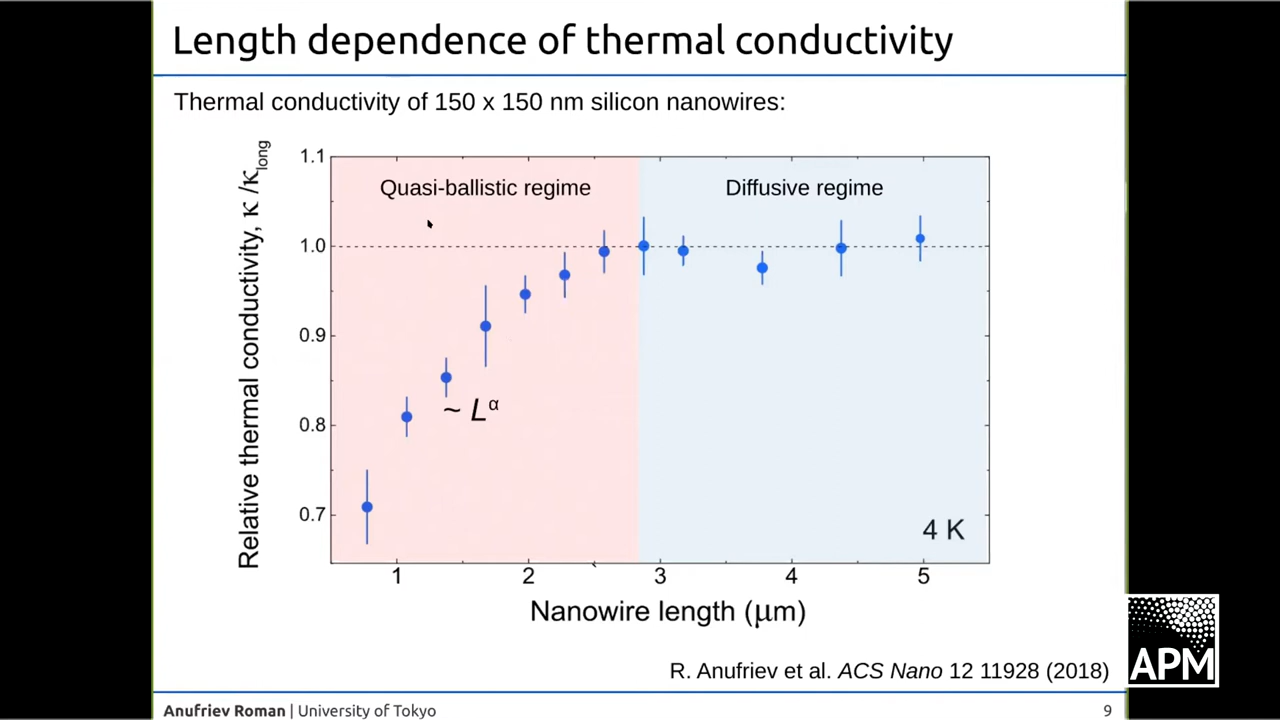 Length dependence of thermal conductivity
Thermal conductivity of 150 x 150 nm silicon nanowires:
Relative thermal conductivity, κ /κlong
1.1
1.0
0.9
0.8
0.7
Quasi-ballistic regime
Diffusive regime
~ Lα
4 K
1 2 3 4 5
Nanowire length (μm)
R. Anufriev et al. ACS Nano 12 11928 (2018)
APM
Anufriev Roman | University of Tokyo
9